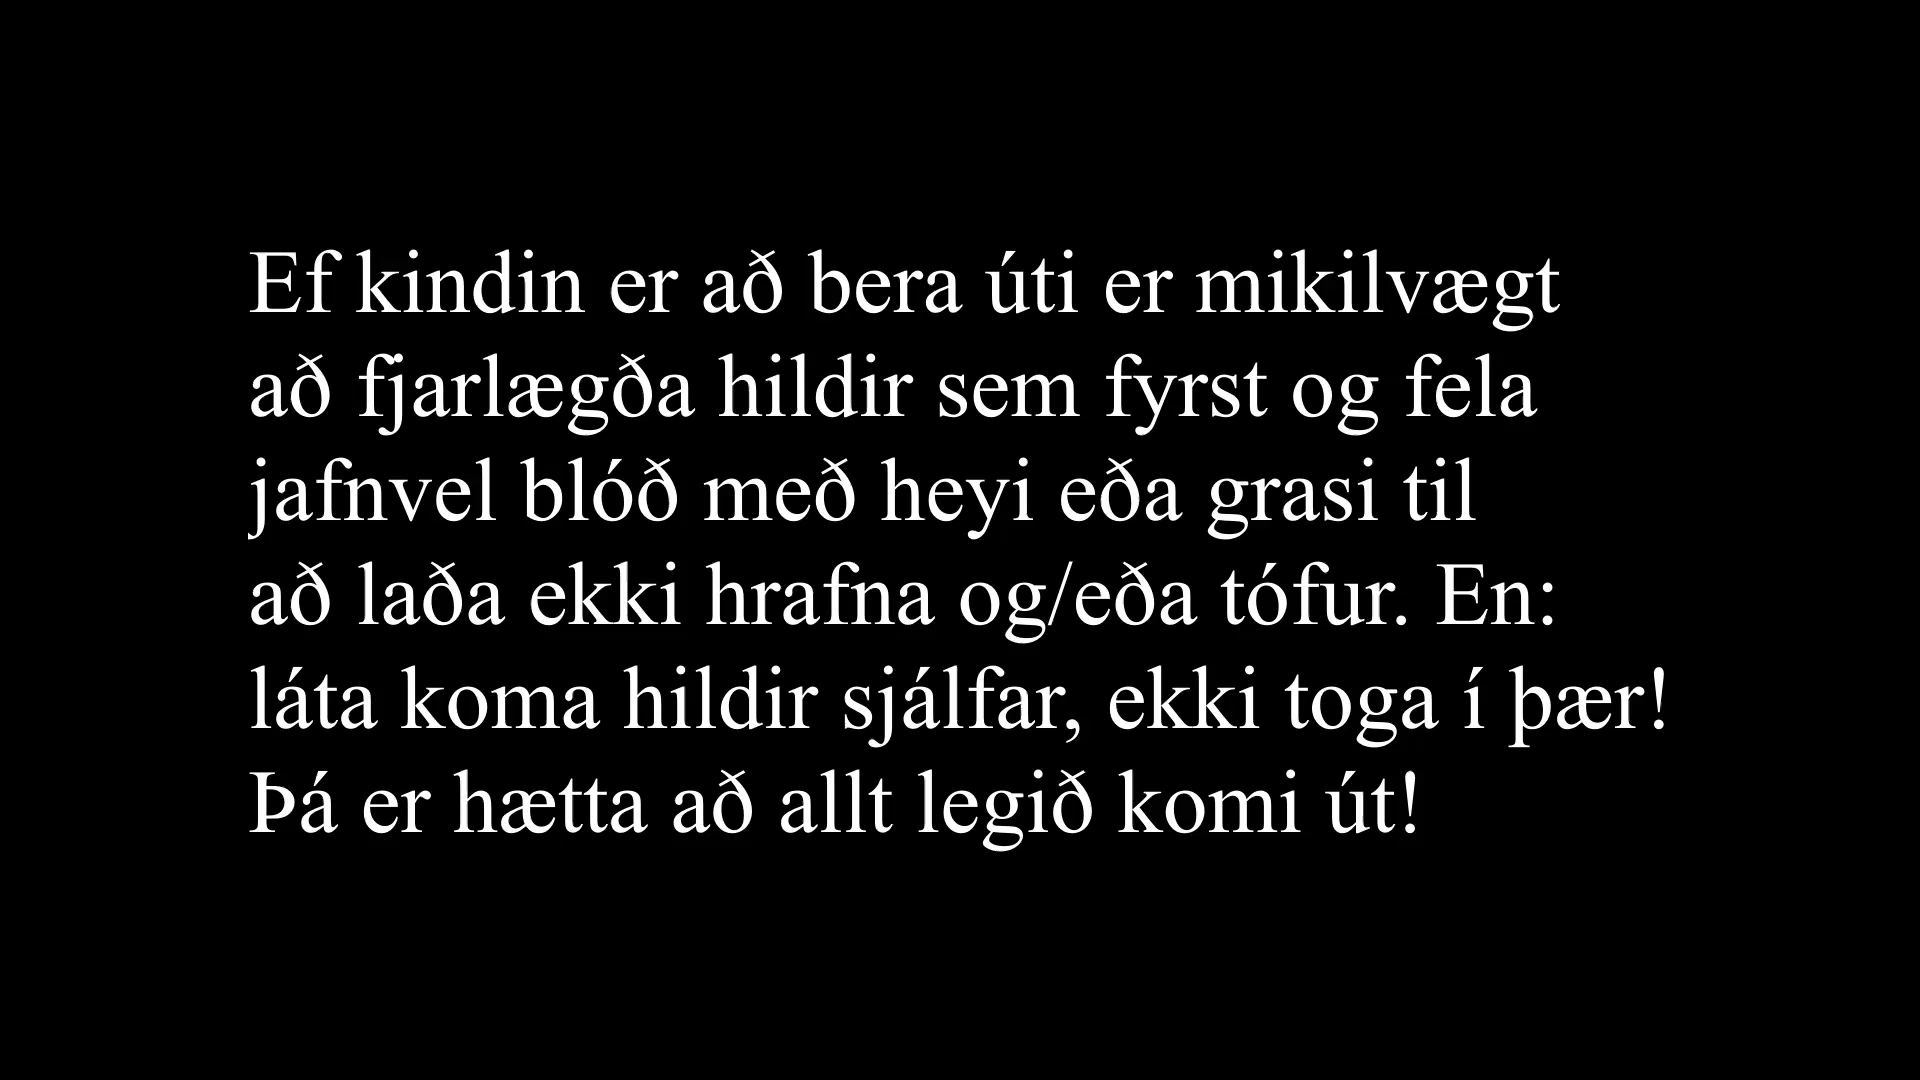 Ef kindin er að bera úti er mikilvægt
að fjarlægða hildir sem fyrst og fela
jafnvel blóð með heyi eða grasi til
að laða ekki hrafna og/eða tófur. En:
láta koma hildir sjálfar, ekki toga í þær!
Þá er hætta að allt legið komi út!